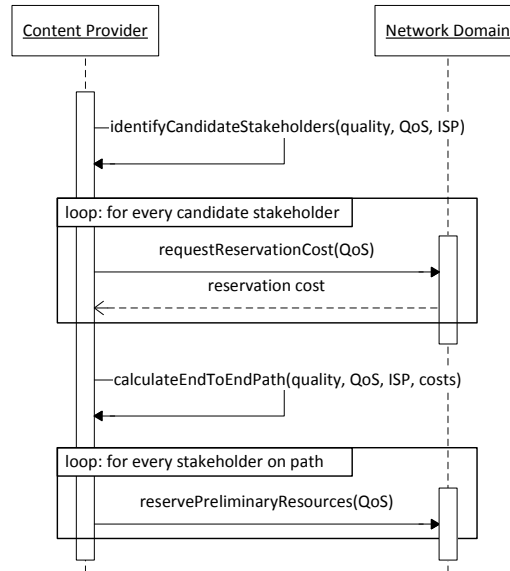 Content Provider
Network Domain
identifyCandidateStakeholders(quality, QoS, ISP)
loop: for every candidate stakeholder
requestReservationCost(QoS)
reservation cost
calculateEndToEndPath(quality, QoS, ISP, costs)
loop: for every stakeholder on path
reservePreliminaryResources(QoS)